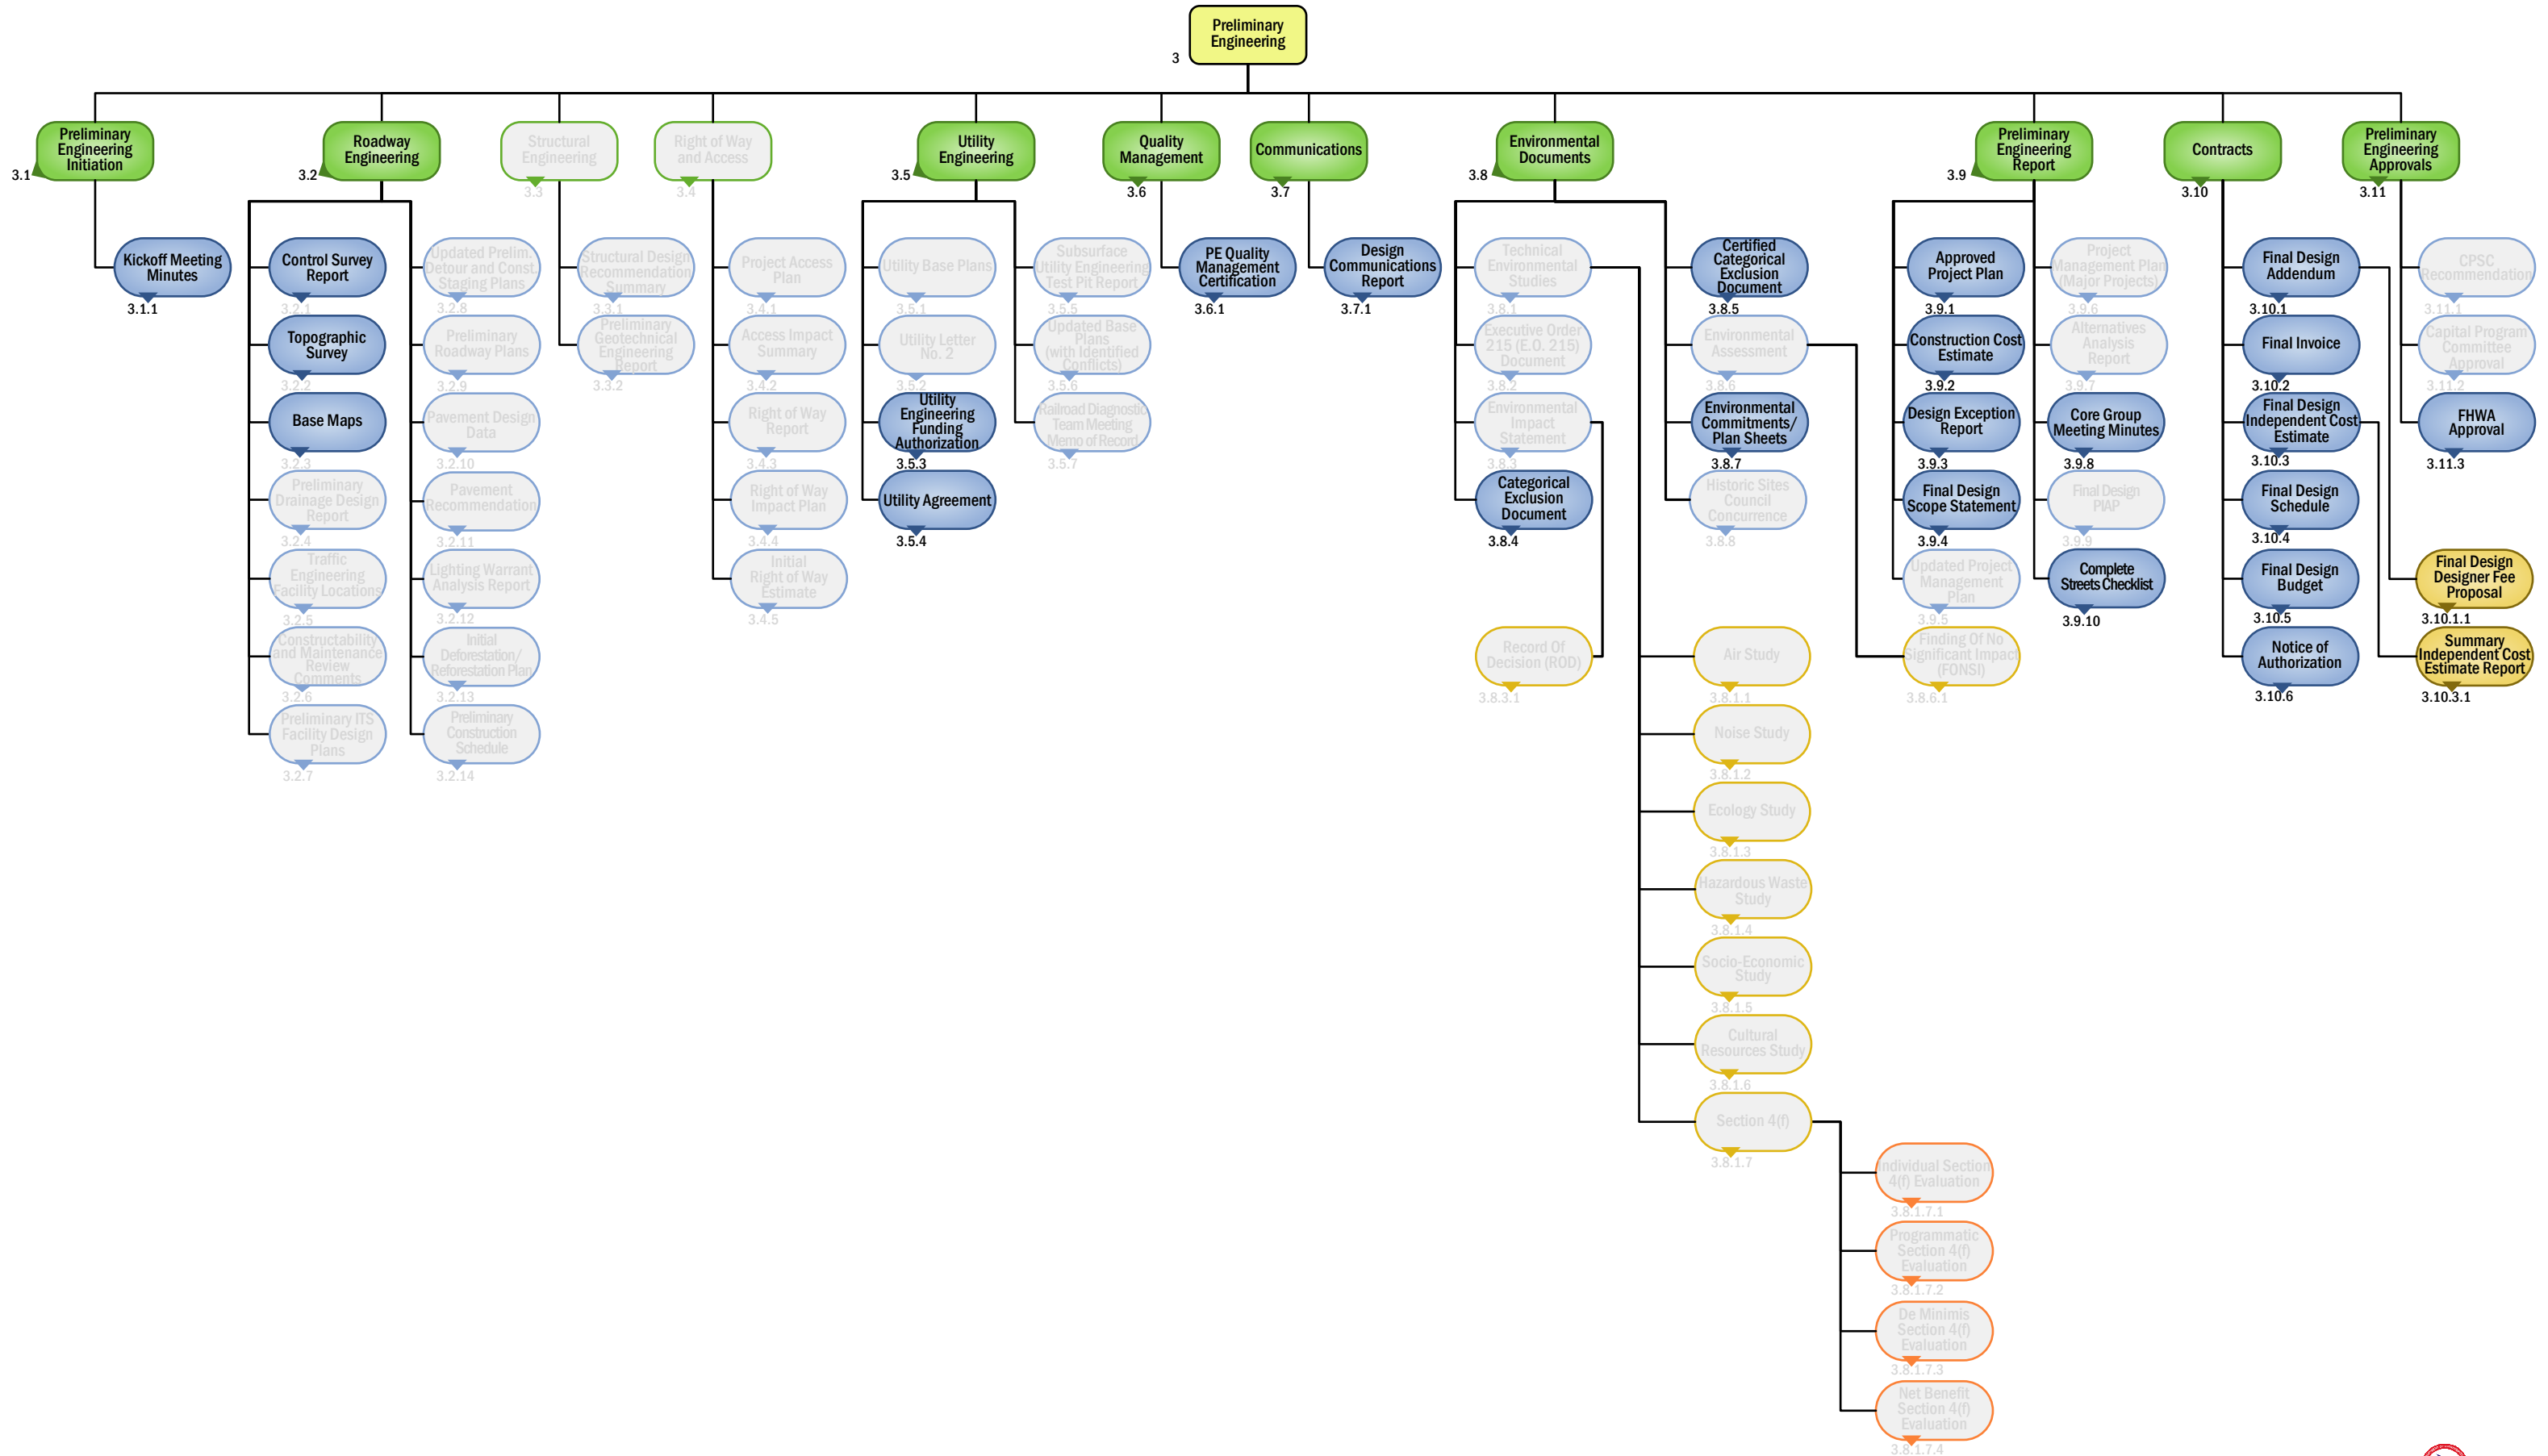 Preliminary
Engineering
3
Preliminary
Engineering
Initiation
3.1
Kickoff Meeting
Minutes
3.1.1
Roadway
Engineering
3.2
Control Survey
Report
3.2.1
Topographic
Survey
3.2.2
Base Maps
3.2.3
Preliminary
Drainage Design
Report
3.2.4
Traffic
Engineering
Facility Locations
3.2.5
Constructability
and Maintenance
Review
Comments
3.2.6
Preliminary ITS
Facility Design
Plans
3.2.7
Updated Prelim.
Detour and Const.
Staging Plans
3.2.8
Preliminary
Roadway Plans
3.2.9
Pavement Design
Data
3.2.10
Pavement
Recommendation
3.2.11
Lighting Warrant
Analysis Report
3.2.12
Initial
Deforestation/
Reforestation Plan
3.2.13
Preliminary
Construction
Schedule
3.2.14
Structural
Engineering
3.3
Structural Design
Recommendation
Summary
3.3.1
Preliminary
Geotechnical
Engineering
Report
3.3.2
Right of Way
and Access
3.4
Project Access
Plan
3.4.1
Access Impact
Summary
3.4.2
Right of Way
Report
3.4.3
Right of Way
Impact Plan
3.4.4
Initial
Right of Way
Estimate
3.4.5
Utility
Engineering
3.5
Utility Base Plans
3.5.1
Utility Letter
No. 2
3.5.2
Utility
Engineering
Funding
Authorization
3.5.3
Utility Agreement
3.5.4
Subsurface
Utility Engineering
Test Pit Report
3.5.5
Updated Base
Plans
(with Identified
Conflicts)
3.5.6
Railroad Diagnostic
Team Meeting
Memo of Record
3.5.7
Quality
Management
3.6
PE Quality
Management
Certification
3.6.1
Communications
3.7
Design
Communications
Report
3.7.1
Environmental
Documents
3.8
Technical
Environmental
Studies
3.8.1
Executive Order
215 (E.O. 215)
Document
3.8.2
Environmental
Impact
Statement
3.8.3
Categorical
Exclusion
Document
3.8.4
Record Of
Decision (ROD)
3.8.3.1
Certified
Categorical
Exclusion
Document
3.8.5
Environmental
Assessment
3.8.6
Environmental
Commitments/
Plan Sheets
3.8.7
Historic Sites
Council
Concurrence
3.8.8
Air Study
3.8.1.1
Noise Study
3.8.1.2
Ecology Study
3.8.1.3
Hazardous Waste
Study
3.8.1.4
Socio-Economic
Study
3.8.1.5
Cultural
Resources Study
3.8.1.6
Section 4(f)
3.8.1.7
Individual Section
4(f) Evaluation
3.8.1.7.1
Programmatic
Section 4(f)
Evaluation
3.8.1.7.2
De Minimis
Section 4(f)
Evaluation
3.8.1.7.3
Net Benefit
Section 4(f)
Evaluation
3.8.1.7.4
Preliminary
Engineering
Report
3.9
Approved
Project Plan
3.9.1
Construction Cost
Estimate
3.9.2
Design Exception
Report
3.9.3
Final Design
Scope Statement
3.9.4
Updated Project
Management
Plan
3.9.5
Finding Of No
Significant Impact
(FONSI)
3.8.6.1
Project
Management Plan
(Major Projects)
3.9.6
Alternatives
Analysis
Report
3.9.7
Core Group
Meeting Minutes
3.9.8
Final Design
PIAP
3.9.9
Complete
Streets Checklist
3.9.10
Contracts
3.10
Final Design
Addendum
3.10.1
Final Invoice
3.10.2
Final Design
Independent Cost
Estimate
3.10.3
Final Design
Schedule
3.10.4
Final Design
Budget
3.10.5
Notice of
Authorization
3.10.6
Preliminary
Engineering
Approvals
3.11
CPSC
Recommendation
3.11.1
Capital Program
Committee
Approval
3.11.2
FHWA
Approval
3.11.3
Final Design
Designer Fee
Proposal
3.10.1.1
Summary
Independent Cost
Estimate Report
3.10.3.1